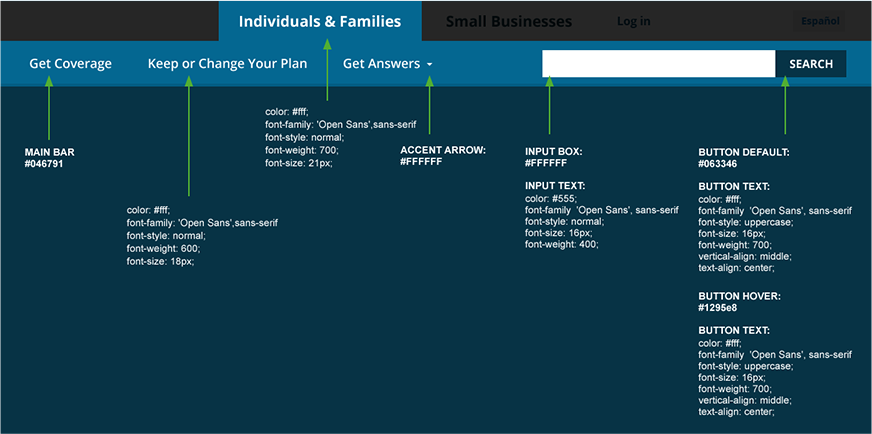 Individuals & Families
Small Businesses
Log in
Español
Get Coverage
Keep or Change Your Plan
Get Answers
SEARCH
MAIN BAR
#046791
color: #fff;
font-family: 'Open Sans',sans-serif
font-style: normal;
font-weight: 600;
font-size: 18px;
color: #fff;
font-family: 'Open Sans',sans-serif
font-style: normal;
font-weight: 700;
font-size: 21px;
ACCENT ARROW:
#FFFFFF
INPUT BOX:
#FFFFFF
INPUT TEXT:
color: #555;
font-family  'Open Sans', sans-serif
font-style: normal;
font-size: 16px;
font-weight: 400;
BUTTON DEFAULT:
#063346
BUTTON TEXT:
color: #fff;
font-family  'Open Sans', sans-serif
font-style: uppercase;
font-size: 16px;
font-weight: 700;
vertical-align: middle;
text-align: center;
BUTTON HOVER:
#1295e8
BUTTON TEXT:
color: #fff;
font-family  'Open Sans', sans-serif
font-style: uppercase;
font-size: 16px;
font-weight: 700;
vertical-align: middle;
text-align: center;